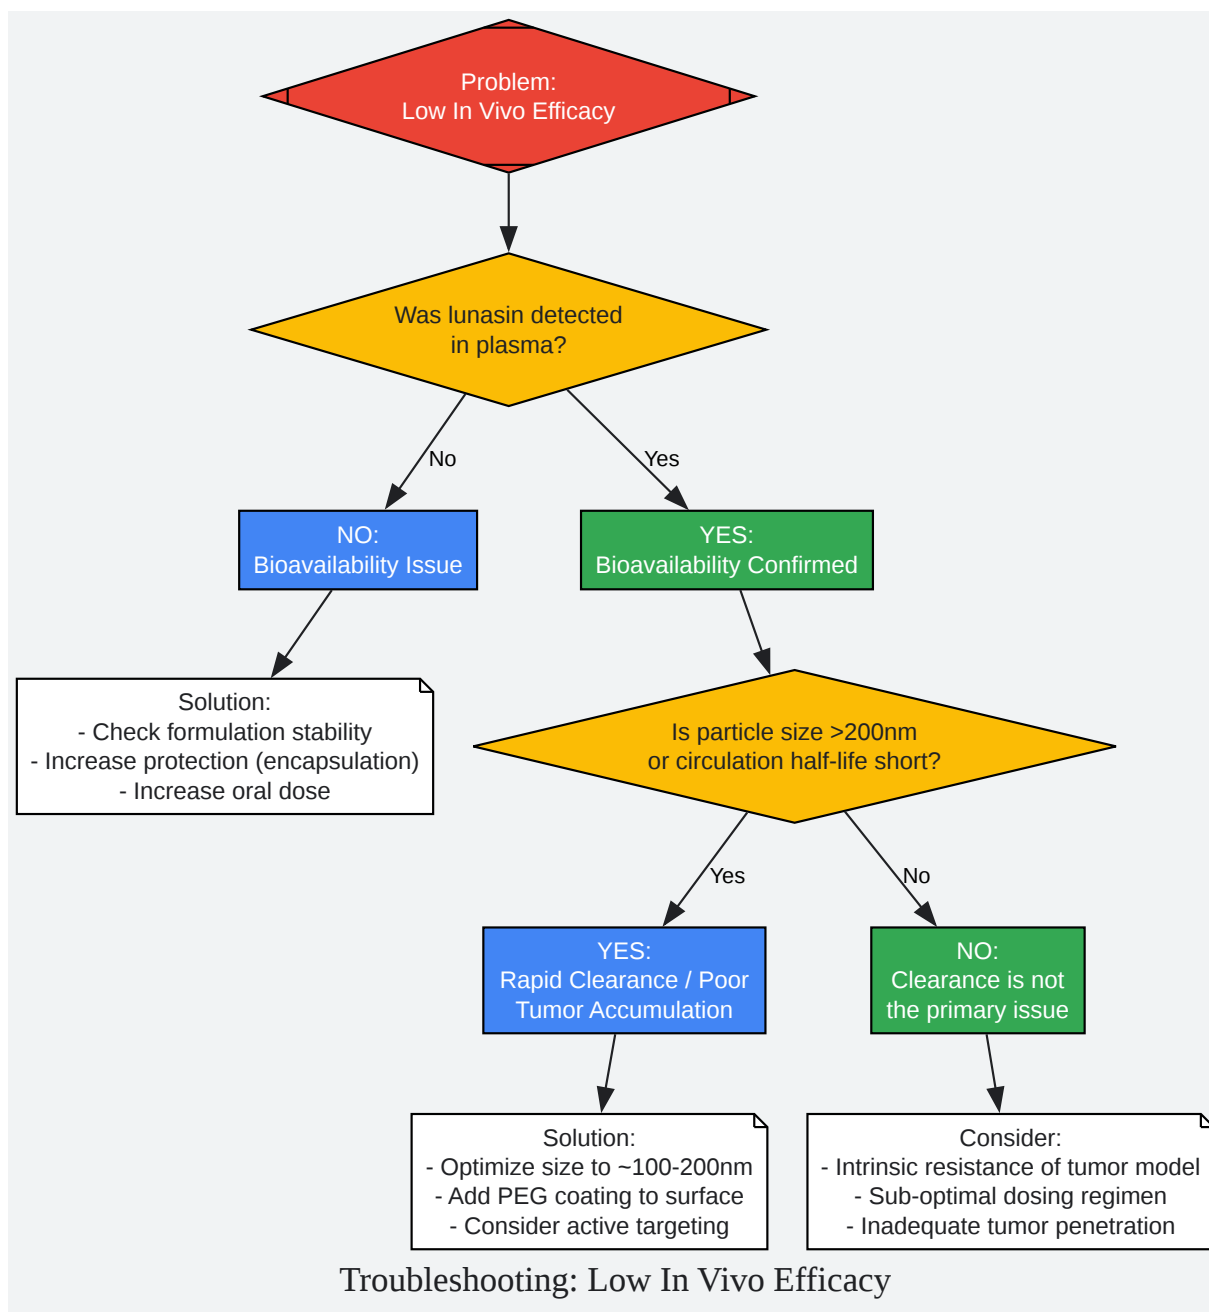 Problem:
Low In Vivo Efficacy
Was lunasin detected
in plasma?
No
Yes
NO:
Bioavailability Issue
YES:
Bioavailability Confirmed
Solution:
- Check formulation stability
- Increase protection (encapsulation)
- Increase oral dose
Is particle size >200nm
or circulation half-life short?
Yes
No
YES:
Rapid Clearance / Poor
Tumor Accumulation
NO:
Clearance is not
the primary issue
Solution:
- Optimize size to ~100-200nm
- Add PEG coating to surface
- Consider active targeting
Consider:
- Intrinsic resistance of tumor model
- Sub-optimal dosing regimen
- Inadequate tumor penetration
Troubleshooting: Low In Vivo Efficacy